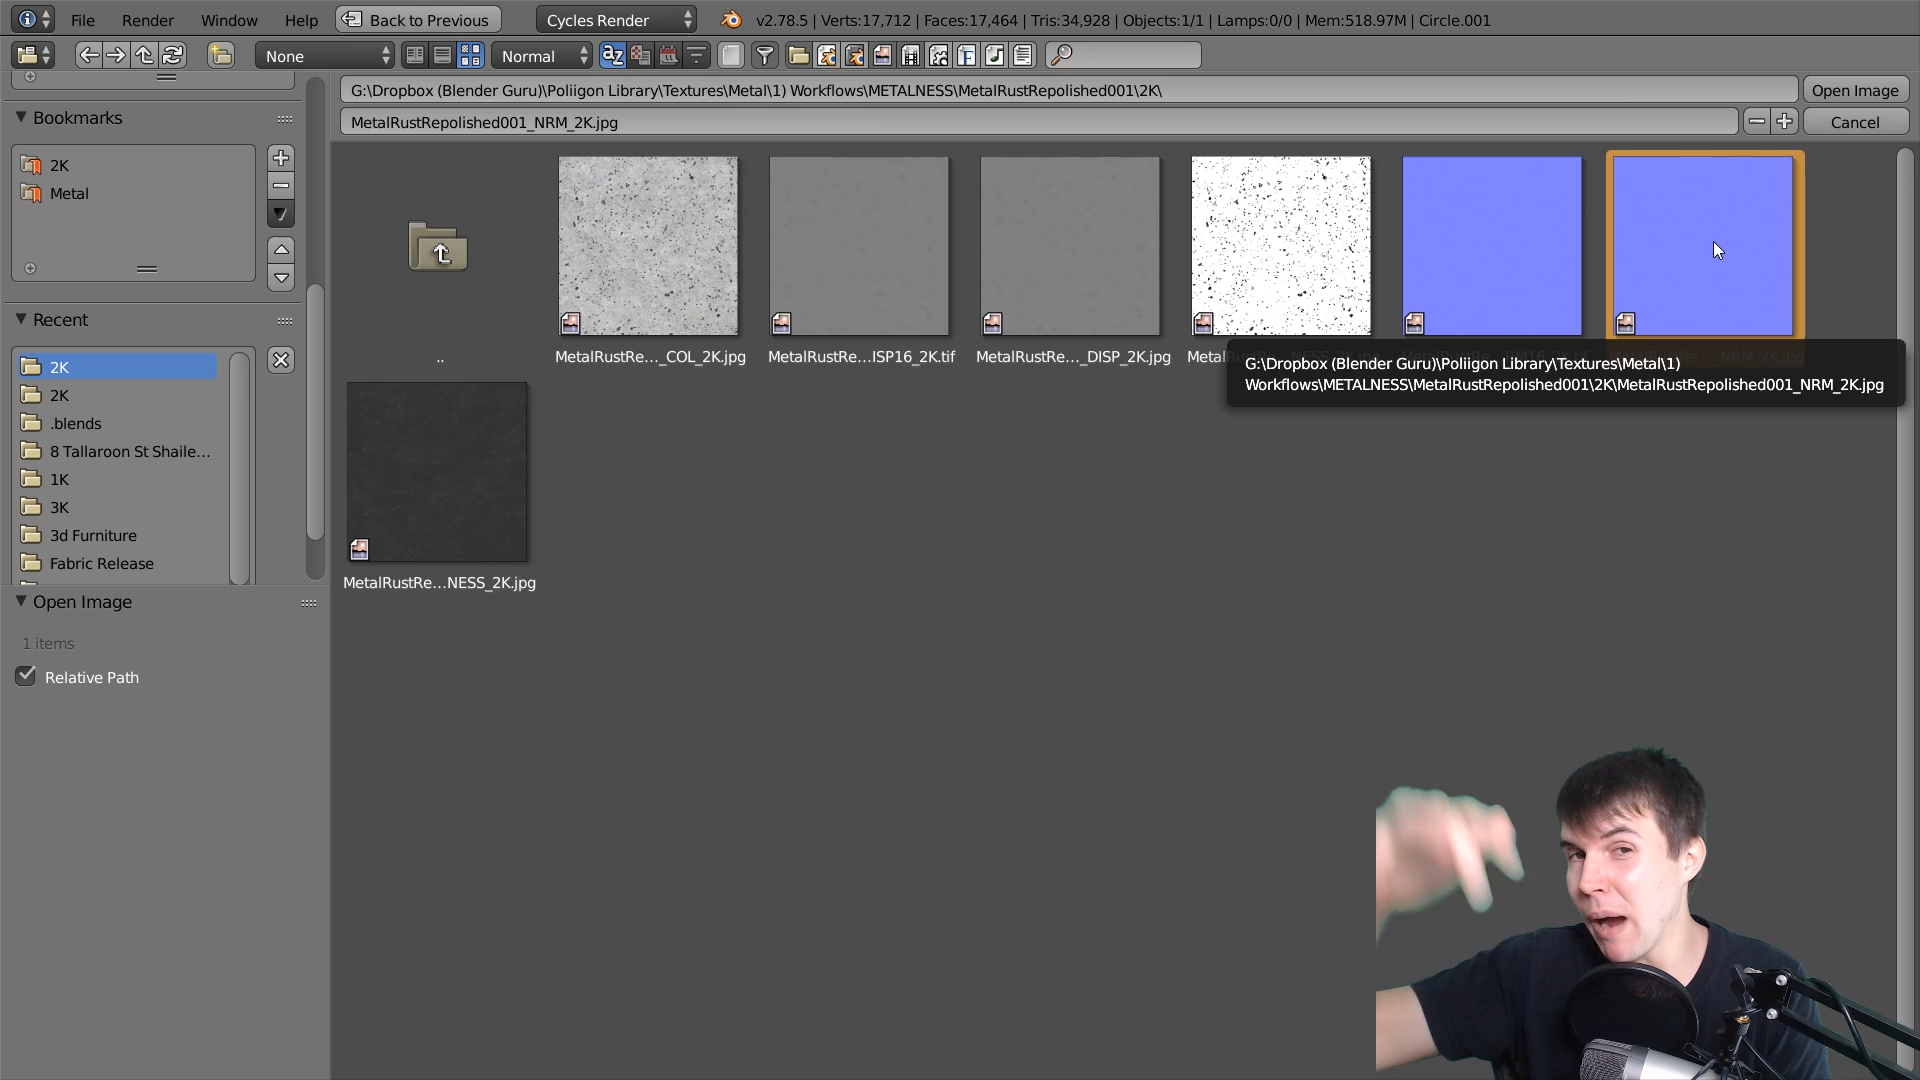 File Render Window Help Back to Previous Cycles Render v2.78.5 | Verts:17,712 | Faces:17,464 | Tris:34,928 | Objects:1/1 | Lamps:0/0 | Mem:518.97M | Circle.001
None Normal
G:\Dropbox (Blender Guru)\Poliigon Library\Textures\Metal\1) Workflows\METALNESS\MetalRustRepolished001\2K\ Open Image
MetalRustRepolished001_NRM_2K.jpg Cancel
Bookmarks
2K
Metal
Recent
2K
2K
.blends
8 Tallaroon St Shaile...
1K
3K
3d Furniture
Fabric Release
Open Image
1 items
Relative Path
.. MetalRustRe..._COL_2K.jpg MetalRustRe...ISP16_2K.tif MetalRustRe..._DISP_2K.jpg
G:\Dropbox (Blender Guru)\Poliigon Library\Textures\Metal\1)
Workflows\METALNESS\MetalRustRepolished001\2K\MetalRustRepolished001_NRM_2K.jpg
MetalRustRe...NESS_2K.jpg